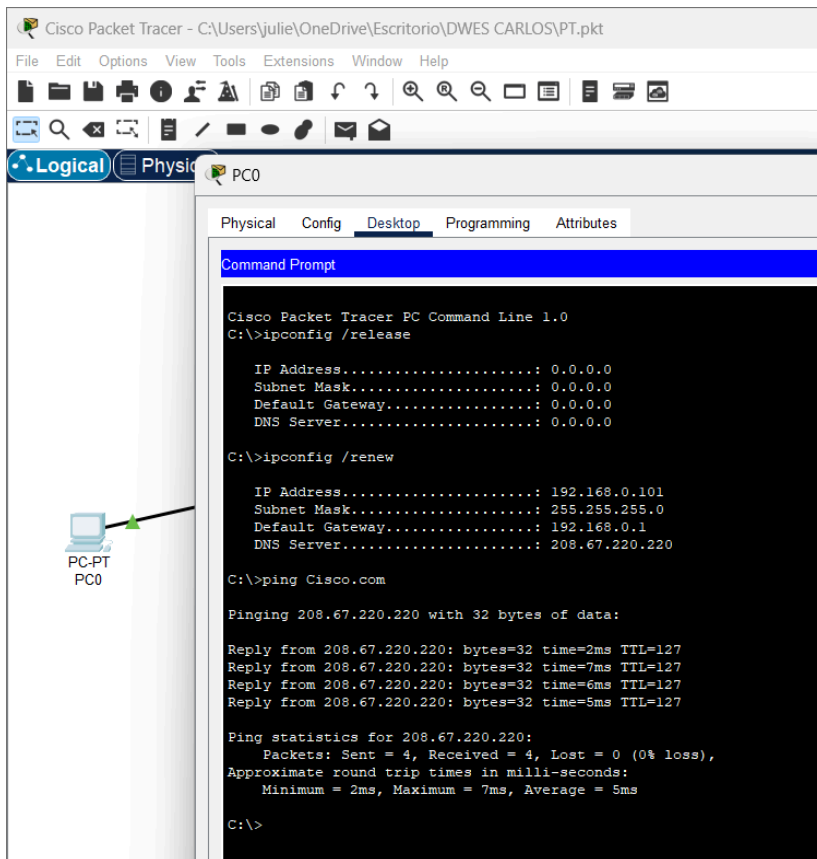 Cisco Packet Tracer - C:\Users\julie\OneDrive\Escritorio\DWES CARLOS\PT.pkt
File Edit Options View Tools Extensions Window Help
Logical Physic
PC0
Physical Config Desktop Programming Attributes
Command Prompt
Cisco Packet Tracer PC Command Line 1.0
C:\>ipconfig /release
IP Address......................: 0.0.0.0
Subnet Mask.....................: 0.0.0.0
Default Gateway.................: 0.0.0.0
DNS Server......................: 0.0.0.0
C:\>ipconfig /renew
IP Address......................: 192.168.0.101
Subnet Mask.....................: 255.255.255.0
Default Gateway.................: 192.168.0.1
DNS Server......................: 208.67.220.220
C:\>ping Cisco.com
Pinging 208.67.220.220 with 32 bytes of data:
Reply from 208.67.220.220: bytes=32 time=2ms TTL=127
Reply from 208.67.220.220: bytes=32 time=7ms TTL=127
Reply from 208.67.220.220: bytes=32 time=6ms TTL=127
Reply from 208.67.220.220: bytes=32 time=5ms TTL=127
Ping statistics for 208.67.220.220:
Packets: Sent = 4, Received = 4, Lost = 0 (0% loss),
Approximate round trip times in milli-seconds:
Minimum = 2ms, Maximum = 7ms, Average = 5ms
C:\>
PC-PT
PC0